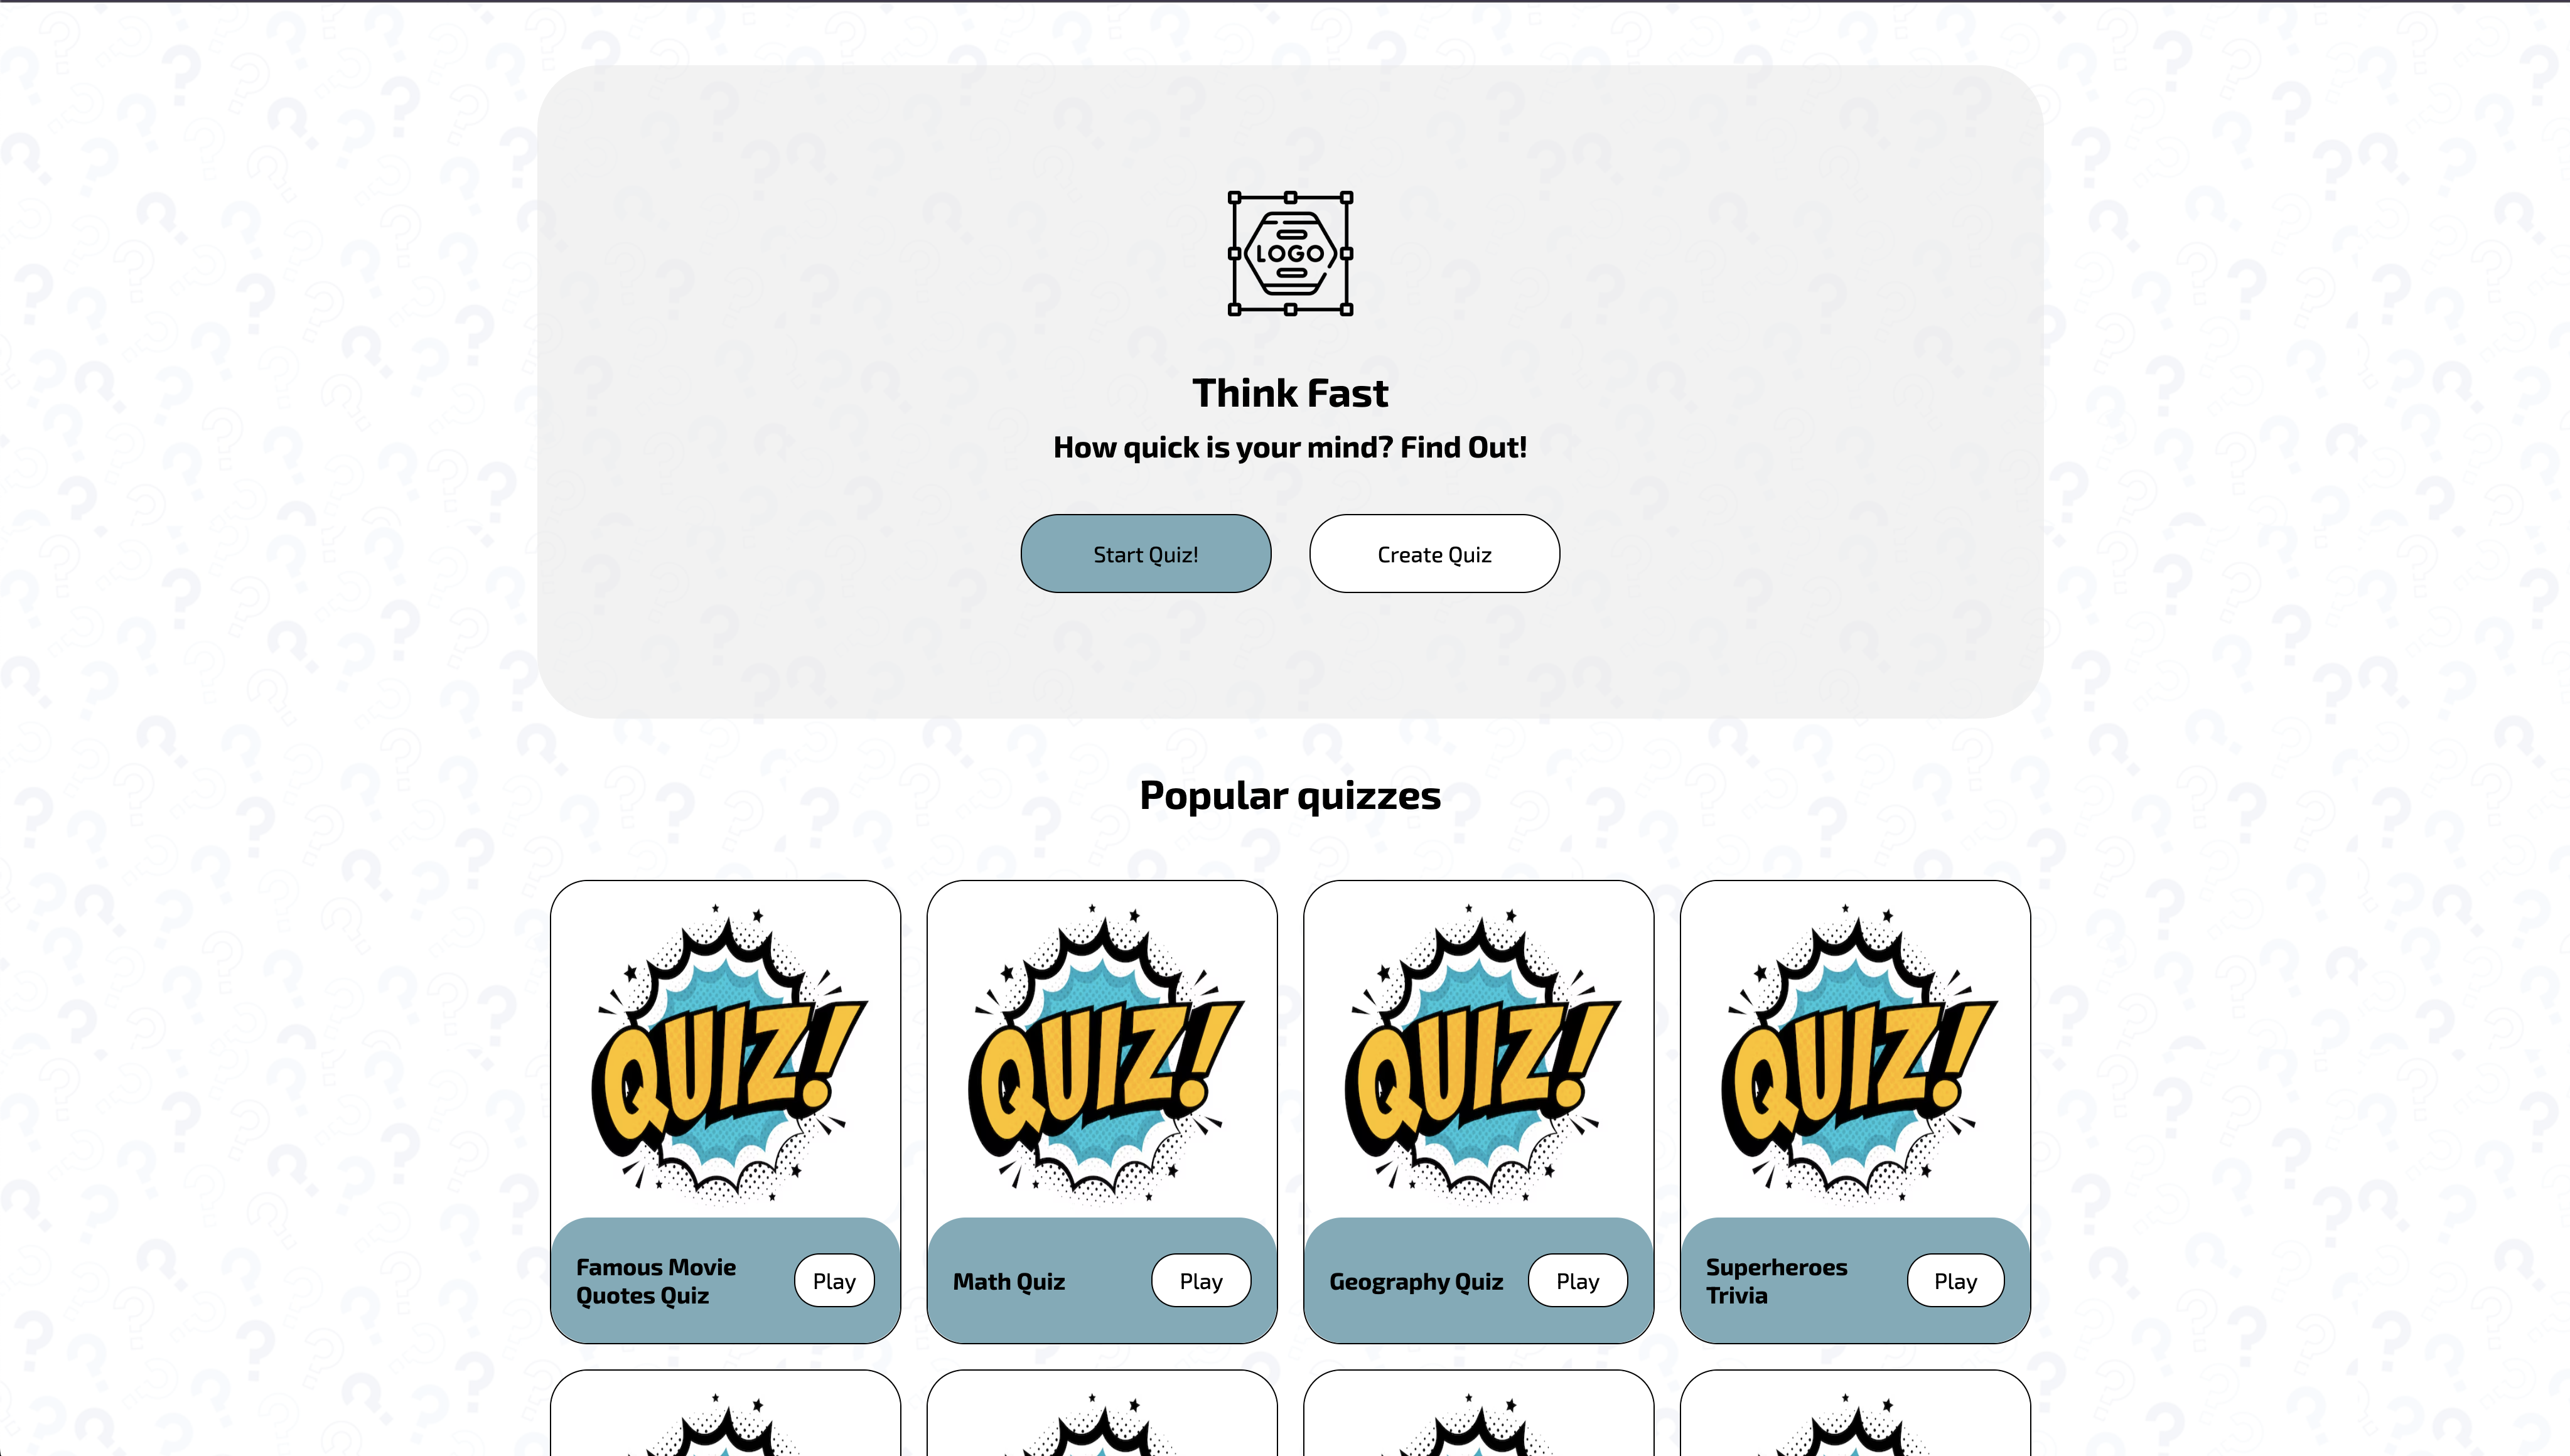 LOGO
Think Fast
How quick is your mind? Find Out!
Start Quiz!
Create Quiz
Popular quizzes
QUIZ!
QUIZ!
QUIZ!
QUIZ!
Famous Movie
Quotes Quiz
Play
Math Quiz
Play
Geography Quiz
Play
Superheroes
Trivia
Play